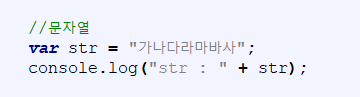 //문자열
var str = "가나다라마바사";
console.log("str : " + str);